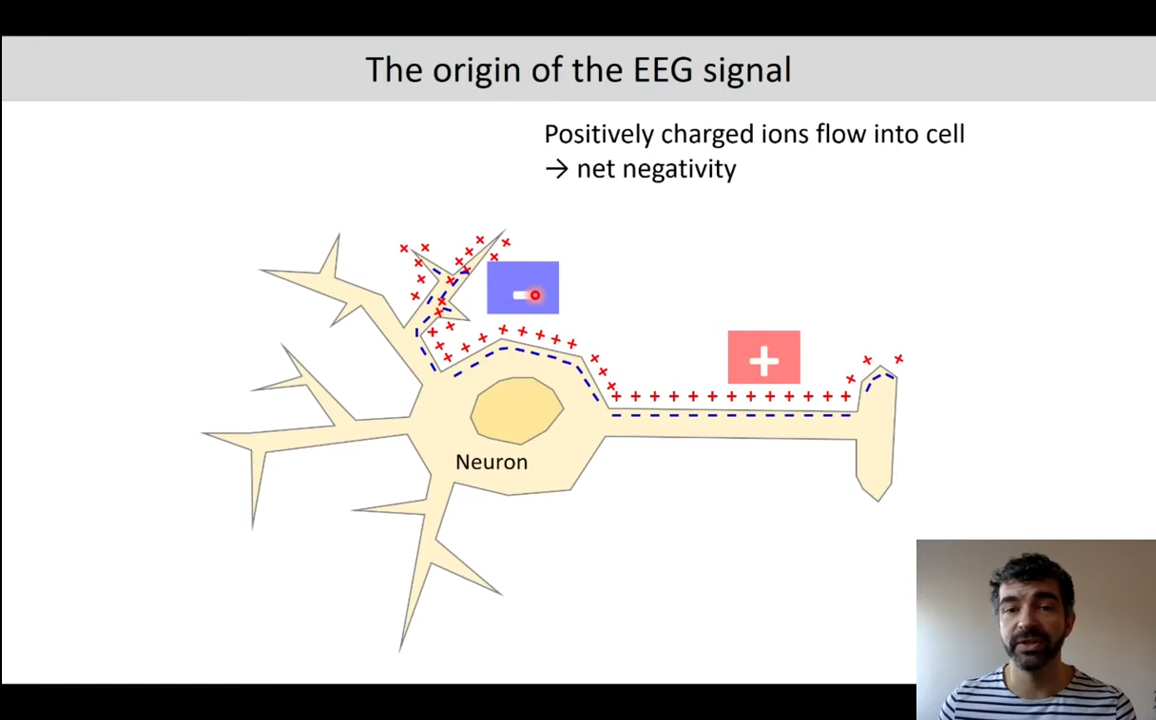 The origin of the EEG signal
Positively charged ions flow into cell
→ net negativity
Neuron